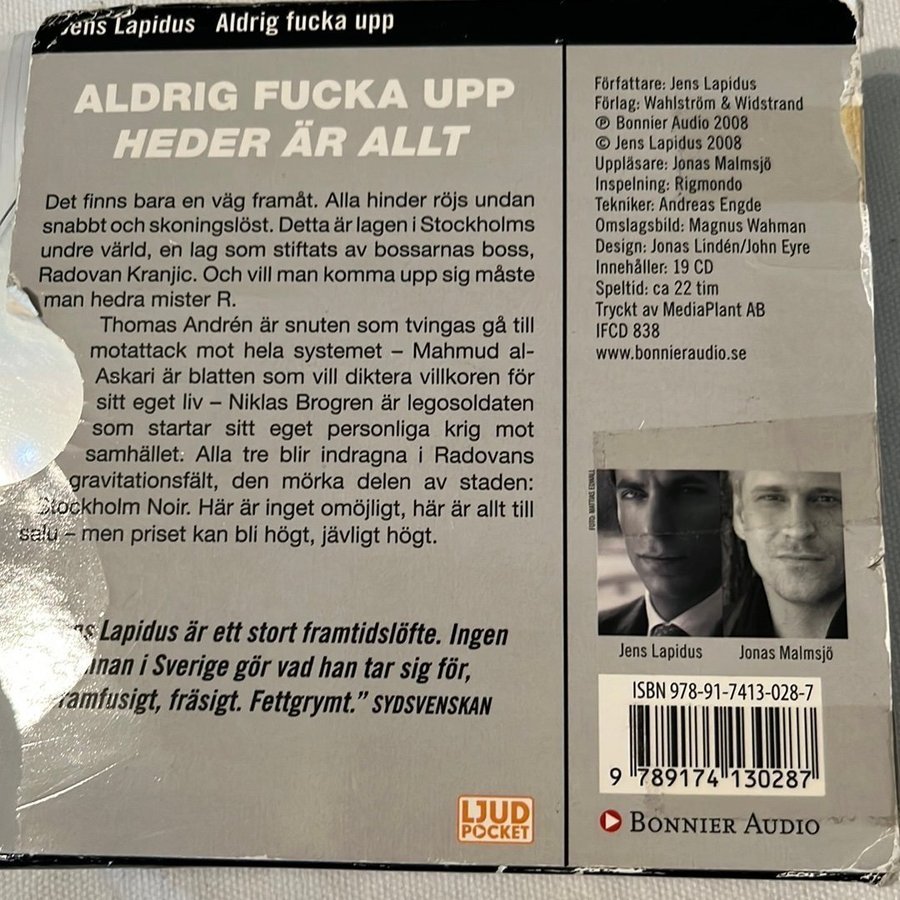 Jens Lapidus Aldrig fucka upp
ALDRIG FUCKA UPP
HEDER ÄR ALLT
Det finns bara en väg framåt. Alla hinder röjs undan
snabbt och skoningslöst. Detta är lagen i Stockholms
undre värld, en lag som stiftats av bossarnas boss,
Radovan Kranjic. Och vill man komma upp sig måste
man hedra mister R.
Thomas Andrén är snuten som tvingas gå till
motattack mot hela systemet – Mahmud al-
Askari är blatten som vill diktera villkoren för
sitt eget liv – Niklas Brogren är legosoldaten
som startar sitt eget personliga krig mot
samhället. Alla tre blir indragna i Radovans
gravitationsfält, den mörka delen av staden:
Stockholm Noir. Här är inget omöjligt, här är allt till
salu – men priset kan bli högt, jävligt högt.
Lapidus är ett stort framtidslöfte. Ingen
annan i Sverige gör vad han tar sig för,
framfusigt, fräsigt. Fettgrymt.” SYDSVENSKAN
LJUD
POCKET
Författare: Jens Lapidus
Förlag: Wahlström & Widstrand
℗ Bonnier Audio 2008
© Jens Lapidus 2008
Uppläsare: Jonas Malmsjö
Inspelning: Rigmondo
Tekniker: Andreas Engde
Omslagsbild: Magnus Wahman
Design: Jonas Lindén/John Eyre
Innehåller: 19 CD
Speltid: ca 22 tim
Tryckt av MediaPlant AB
IFCD 838
www.bonnieraudio.se
FOTO: MATTIAS EDWALL
Jens Lapidus Jonas Malmsjö
ISBN 978-91-7413-028-7
9 789174 130287
BONNIER AUDIO